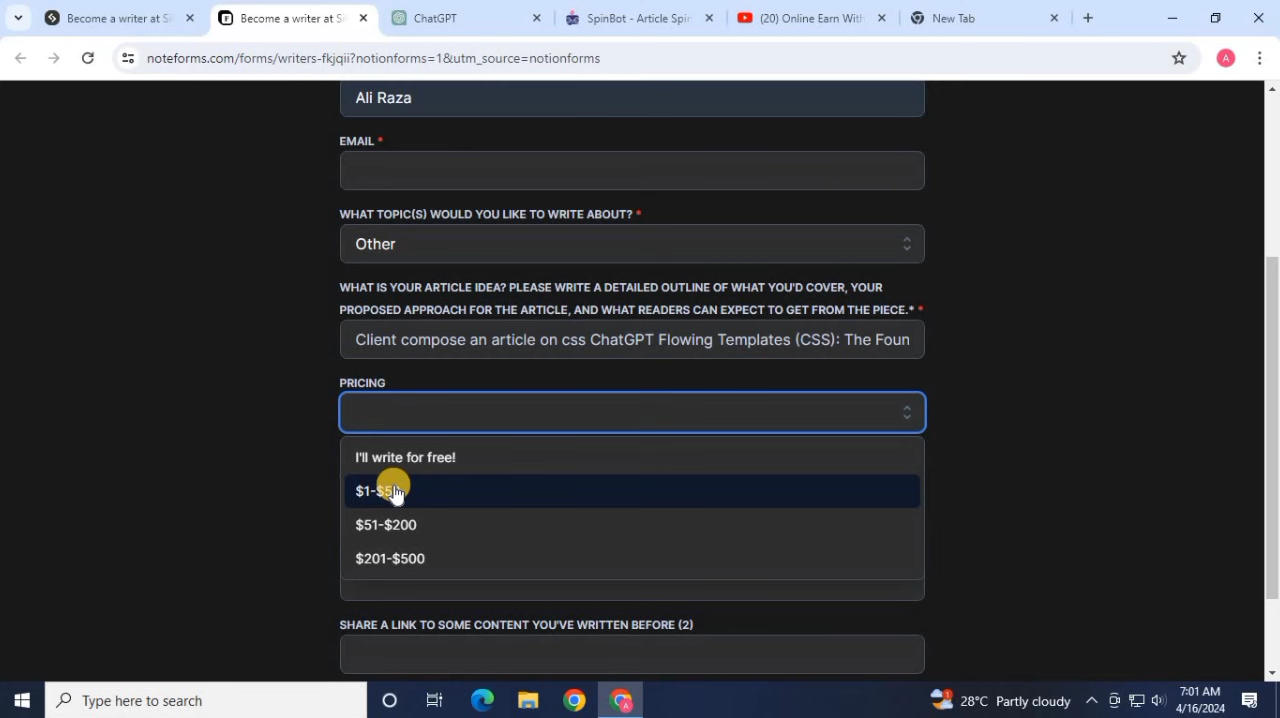 Become a writer at Si
Become a writer at Si
ChatGPT
SpinBot - Article Spin
(20) Online Earn With
New Tab
noteforms.com/forms/writers-fkjqii?notionforms=1&utm_source=notionforms
A
Ali Raza
EMAIL *
WHAT TOPIC(S) WOULD YOU LIKE TO WRITE ABOUT? *
Other
WHAT IS YOUR ARTICLE IDEA? PLEASE WRITE A DETAILED OUTLINE OF WHAT YOU'D COVER, YOUR
PROPOSED APPROACH FOR THE ARTICLE, AND WHAT READERS CAN EXPECT TO GET FROM THE PIECE.* *
Client compose an article on css ChatGPT Flowing Templates (CSS): The Foun
PRICING
I'll write for free!
$1-$5
$51-$200
$201-$500
SHARE A LINK TO SOME CONTENT YOU'VE WRITTEN BEFORE (2)
Type here to search
1
A
28°C Partly cloudy
7:01 AM
4/16/2024